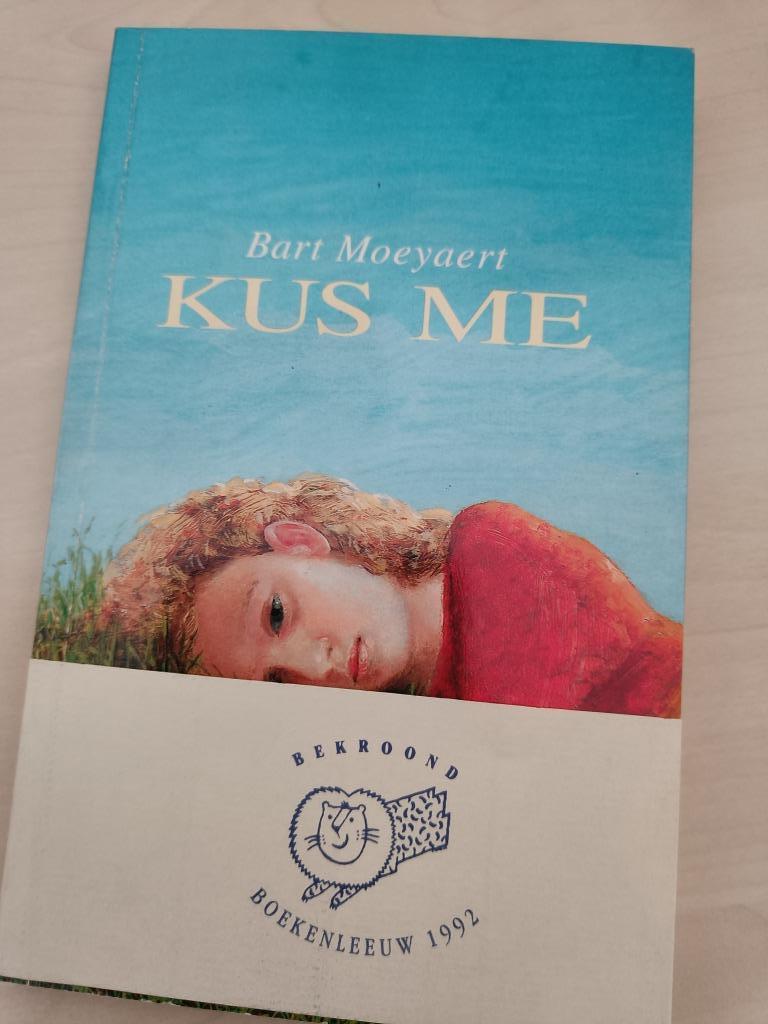 Bart Moeyaert
KUS ME
BEKROOND
BOEKENLEEUW 1992